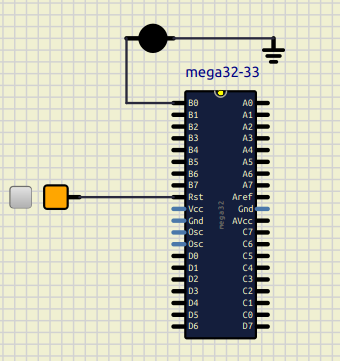 mega32-33
B0 A0
B1 A1
B2 A2
B3 A3
B4 A4
B5 A5
B6 A6
B7 A7
Rst Aref
Vcc Gnd
Gnd AVcc
Osc C7
Osc C6
D0 C5
D1 C4
D2 C3
D3 C2
D4 C1
D5 C0
D6 D7
mega32